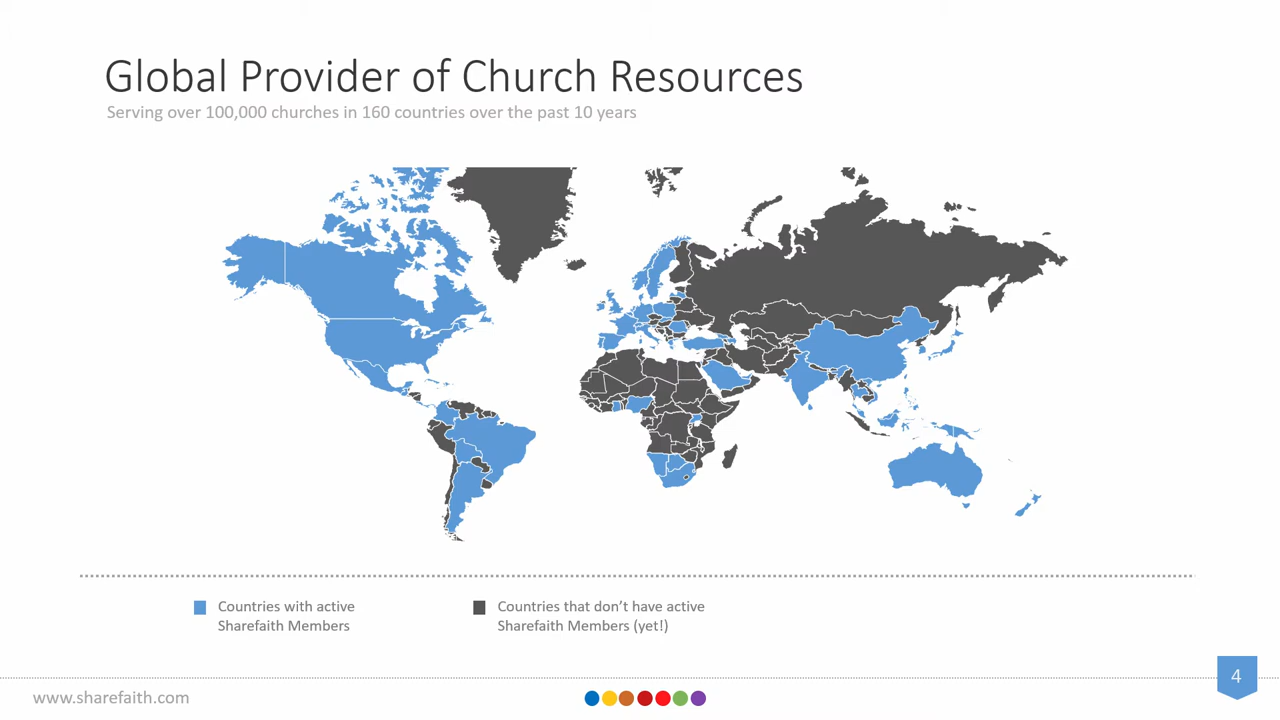 Global Provider of Church Resources
Serving over 100,000 churches in 160 countries over the past 10 years
Countries with active
Sharefaith Members
Countries that don’t have active
Sharefaith Members (yet!)
4
www.sharefaith.com